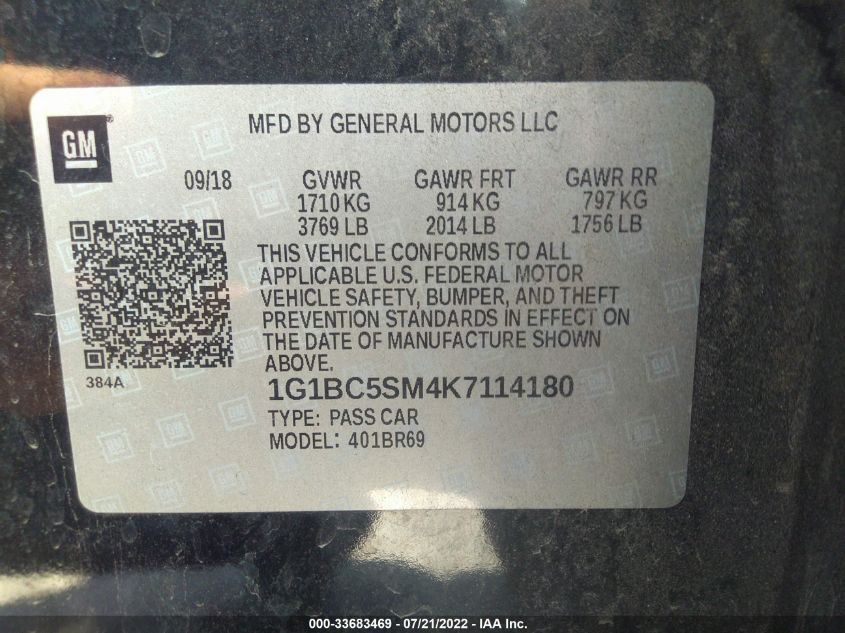 GM
MFD BY GENERAL MOTORS LLC
09/18 GVWR GAWR FRT GAWR RR
1710 KG 914 KG 797 KG
3769 LB 2014 LB 1756 LB
THIS VEHICLE CONFORMS TO ALL
APPLICABLE U.S. FEDERAL MOTOR
VEHICLE SAFETY, BUMPER, AND THEFT
PREVENTION STANDARDS IN EFFECT ON
THE DATE OF MANUFACTURE SHOWN
ABOVE.
384A
1G1BC5SM4K7114180
TYPE: PASS CAR
MODEL: 401BR69
000-33683469 - 07/21/2022 - IAA Inc.